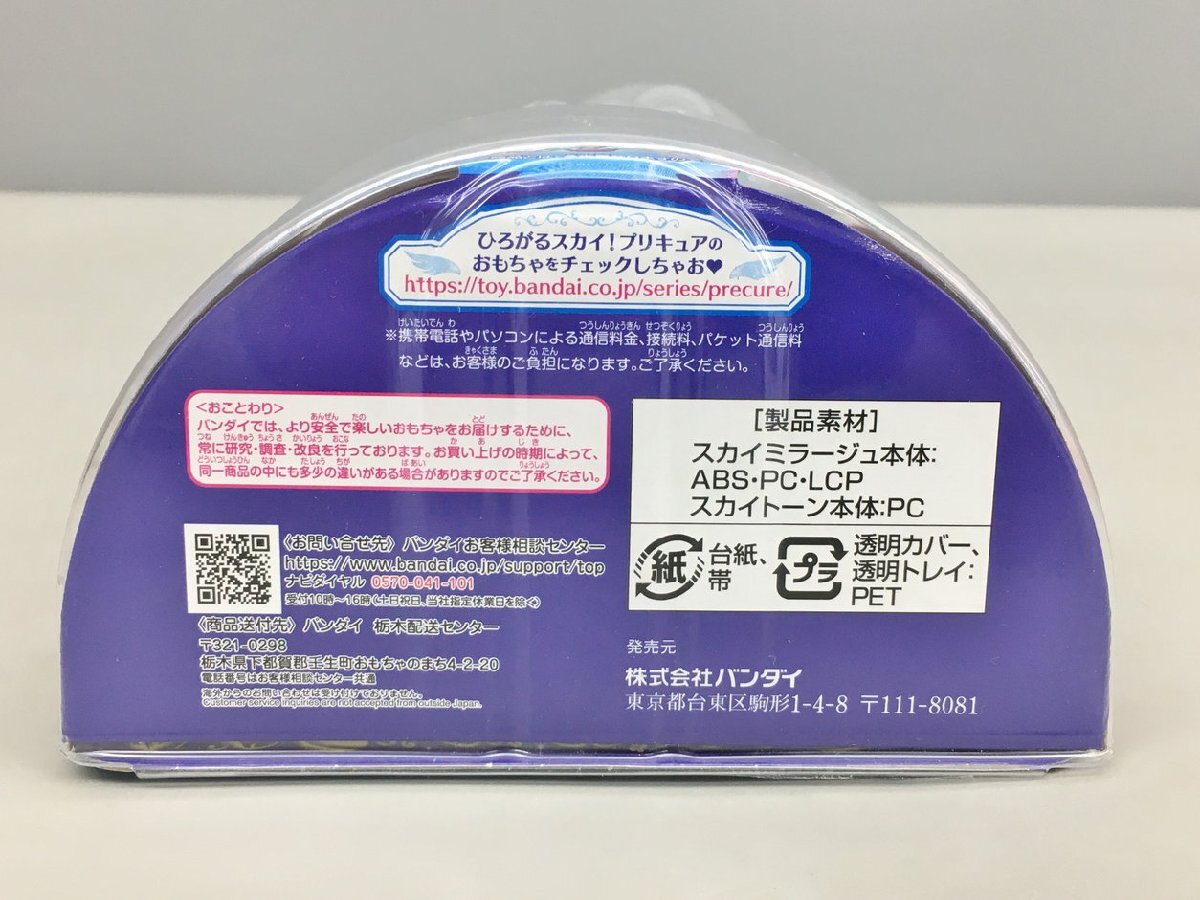 ひろがるスカイ!プリキュアの
おもちゃをチェックしちゃお♥
https://toy.bandai.co.jp/series/precure/
※携帯電話やパソコンによる通信料金、接続料、パケット通信料
などは、お客様のご負担になります。ご了承ください。
<おことわり>
バンダイでは、より安全で楽しいおもちゃをお届けするために、
常に研究・調査・改良を行っております。お買い上げの時期によって、
同一商品の中にも多少の違いがある場合がありますのでご了承ください。
〈お問い合せ先〉バンダイお客様相談センター
https://www.bandai.co.jp/support/top
ナビダイヤル 0570-041-101
受付10時~16時(土日祝日、当社指定休業日を除く)
〈商品送付先〉バンダイ 栃木配送センター
〒321-0298
栃木県下都賀郡壬生町おもちゃのまち4-2-20
電話番号はお客様相談センター共通
海外からのお問い合わせは受け付けておりません。
Customer service inquiries are not accepted from outside Japan.
[製品素材]
スカイミラージュ本体:
ABS・PC・LCP
スカイトーン本体:PC
紙
台紙、
帯
プラ
透明カバー、
透明トレイ:
PET
発売元
株式会社バンダイ
東京都台東区駒形1-4-8 〒111-8081